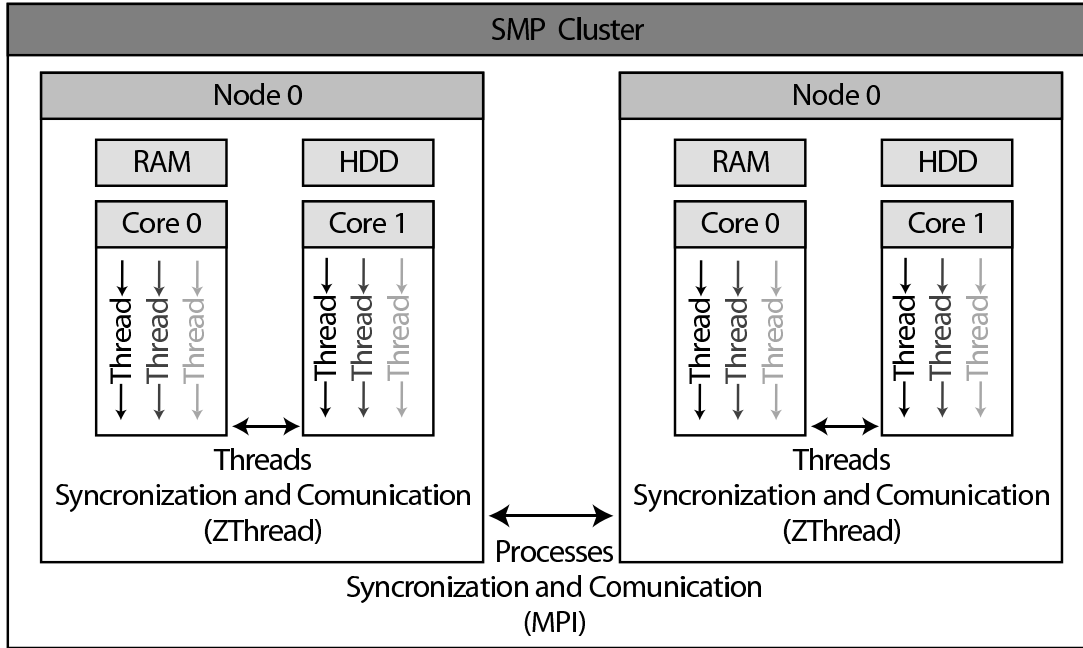 SMP Cluster
Node 0
RAM
HDD
Core 0
Core 1
Thread
Thread
Thread
Thread
Thread
Thread
Threads
Syncronization and Comunication
(ZThread)
Node 0
RAM
HDD
Core 0
Core 1
Thread
Thread
Thread
Thread
Thread
Thread
Threads
Syncronization and Comunication
(ZThread)
Processes
Syncronization and Comunication
(MPI)